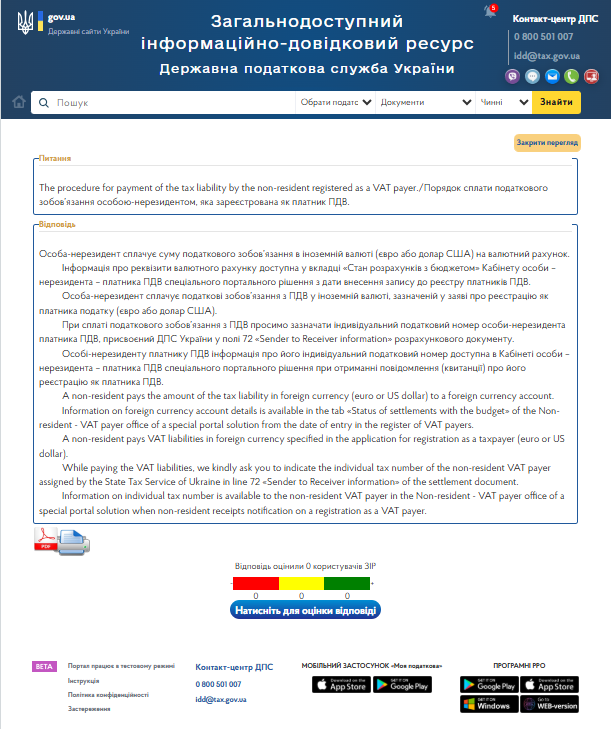 gov.ua
Державні сайти України
Загальнодоступний
інформаційно-довідковий ресурс
Державна податкова служба України
5
Контакт-центр ДПС
0 800 501 007
idd@tax.gov.ua
Пошук
Обрати податс
Документи
Чинні
Знайти
Закрити перегляд
Питання
The procedure for payment of the tax liability by the non-resident registered as a VAT payer./Порядок сплати податкового
зобов'язання особою-нерезидентом, яка зареєстрована як платник ПДВ.
Відповідь
Особа-нерезидент сплачує суму податкового зобов'язання в іноземній валюті (євро або долар США) на валютний рахунок.
Інформація про реквізити валютного рахунку доступна у вкладці «Стан розрахунків з бюджетом» Кабінету особи –
нерезидента – платника ПДВ спеціального портального рішення з дати внесення запису до реєстру платників ПДВ.
Особа-нерезидент сплачує податкові зобов'язання з ПДВ у іноземній валюті, зазначеній у заяві про реєстрацію як
платника податку (євро або долар США).
При сплаті податкового зобов'язання з ПДВ просимо зазначати індивідуальний податковий номер особи-нерезидента
платника ПДВ, присвоєний ДПС України у полі 72 «Sender to Receiver information» розрахункового документу.
Особі-нерезиденту платнику ПДВ інформація про його індивідуальний податковий номер доступна в Кабінеті особи –
нерезидента – платника ПДВ спеціального портального рішення при отриманні повідомлення (квитанції) про його
реєстрацію як платника ПДВ.
A non-resident pays the amount of the tax liability in foreign currency (euro or US dollar) to a foreign currency account.
Information on foreign currency account details is available in the tab «Status of settlements with the budget» of the Non-
resident - VAT payer office of a special portal solution from the date of entry in the register of VAT payers.
A non-resident pays VAT liabilities in foreign currency specified in the application for registration as a taxpayer (euro or US
dollar).
While paying the VAT liabilities, we kindly ask you to indicate the individual tax number of the non-resident VAT payer
assigned by the State Tax Service of Ukraine in line 72 «Sender to Receiver information» of the settlement document.
Information on individual tax number is available to the non-resident VAT payer in the Non-resident - VAT payer office of a
special portal solution when non-resident receipts notification on a registration as a VAT payer.
PDF
Відповідь оцінили 0 користувачів ЗІР
- +
0 0 0
Натисніть для оцінки відповіді
BETA
Портал працює в тестовому режимі
Інструкція
Політика конфіденційності
Застереження
Контакт-центр ДПС
0 800 501 007
idd@tax.gov.ua
МОБІЛЬНИЙ ЗАСТОСУНОК «Моя податкова»
Download on the App Store
GET IT ON Google Play
ПРОГРАМНІ РРО
GET IT ON Google Play
Download on the App Store
GET IT ON Windows
Go to WEB-version